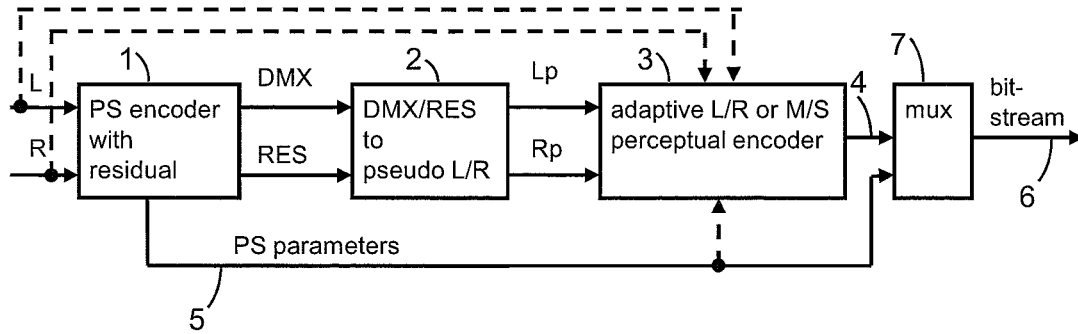 1
2
3
7
L
R
PS encoder
with
residual
DMX
RES
DMX/RES
to
pseudo L/R
Lp
Rp
adaptive L/R or M/S
perceptual encoder
4
mux
bit-
stream
6
PS parameters
5